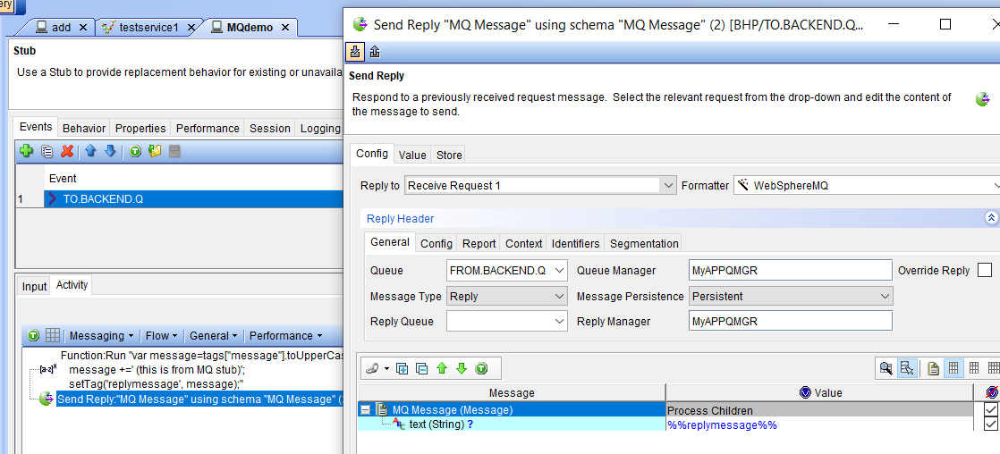 ery
add
testservice1
MQdemo
Stub
Use a Stub to provide replacement behavior for existing or unavaila
Events Behavior Properties Performance Session Logging
Event
1 TO.BACKEND.Q
Input Activity
Messaging Flow General Performance
Function:Run "var message=tags["message"].toUpperCas
message +=' (this is from MQ stub)';
setTag('replymessage', message);"
Send Reply:"MQ Message" using schema "MQ Message" (
Send Reply "MQ Message" using schema "MQ Message" (2) [BHP/TO.BACKEND.Q...
Send Reply
Respond to a previously received request message. Select the relevant request from the drop-down and edit the content of
the message to send.
Config Value Store
Reply to Receive Request 1 Formatter WebSphereMQ
Reply Header
General Config Report Context Identifiers Segmentation
Queue FROM.BACKEND.Q Queue Manager MyAPPQMGR Override Reply
Message Type Reply Message Persistence Persistent
Reply Queue Reply Manager MyAPPQMGR
Message Value
MQ Message (Message) Process Children
text (String) ? %%replymessage%%